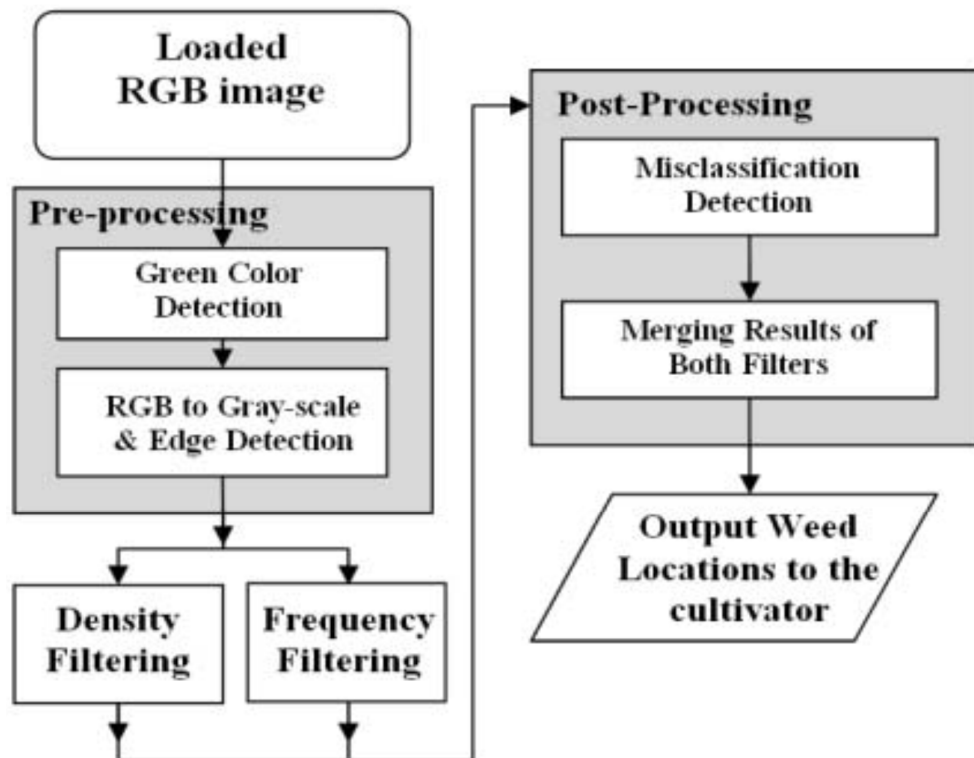 Loaded
RGB image
Pre-processing
Green Color
Detection
RGB to Gray-scale
& Edge Detection
Density
Filtering
Frequency
Filtering
Post-Processing
Misclassification
Detection
Merging Results of
Both Filters
Output Weed
Locations to the
cultivator